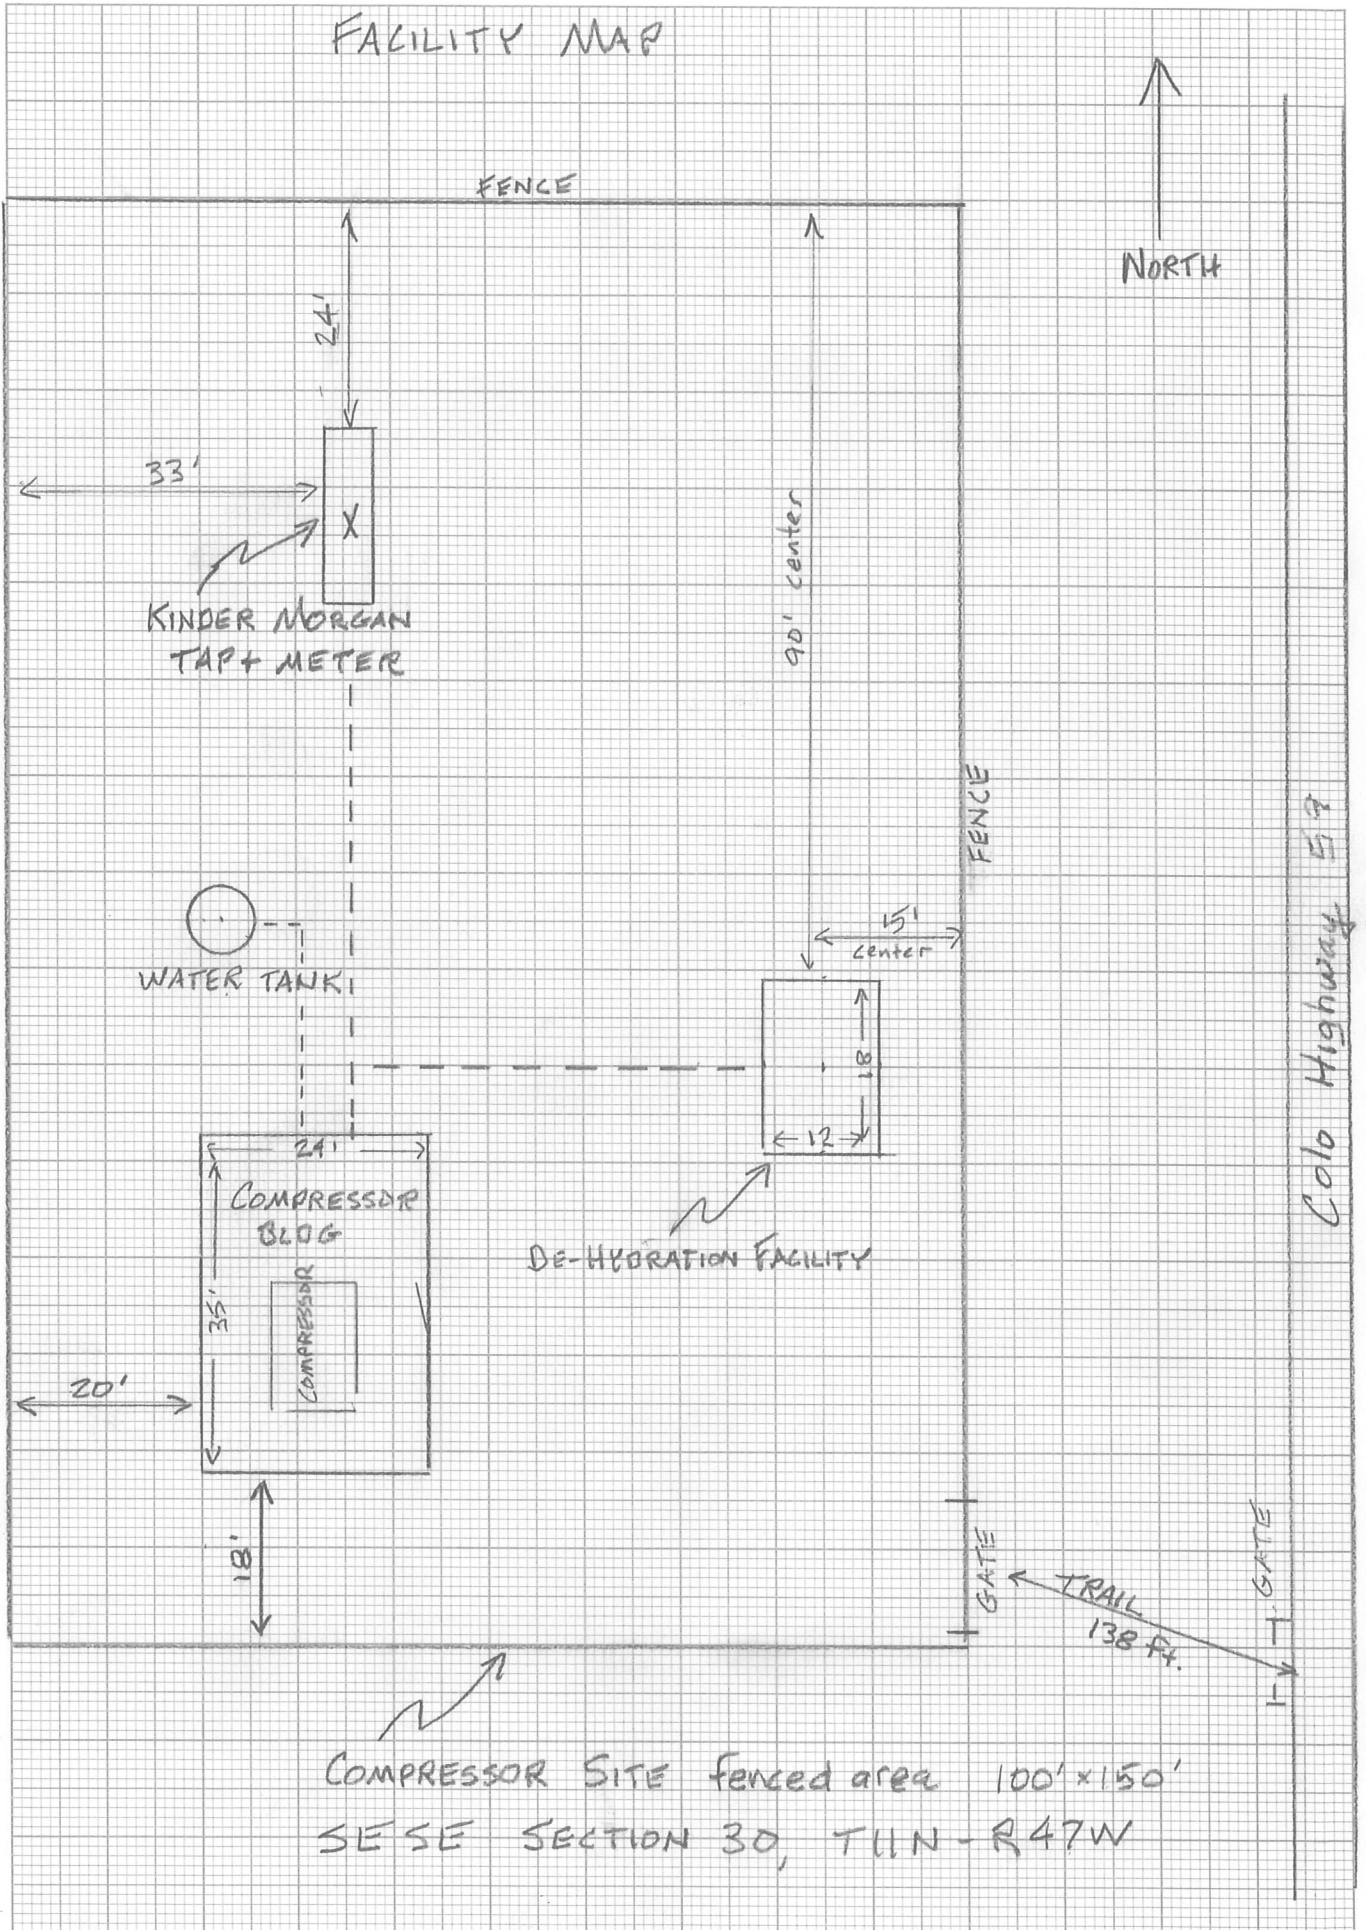 FACILITY MAP
FENCE
NORTH
24'
33'
X
KINDER MORGAN
TAP + METER
90' center
FENCE
Colo Highway 59
WATER TANK
15'
center
18
12
24'
COMPRESSOR
BLDG
COMPRESSOR
35'
DE-HYDRATION FACILITY
20'
18'
GATE
TRAIL
138 Ft.
GATE
COMPRESSOR SITE fenced area 100' x 150'
SESE SECTION 30, T11N - R47W